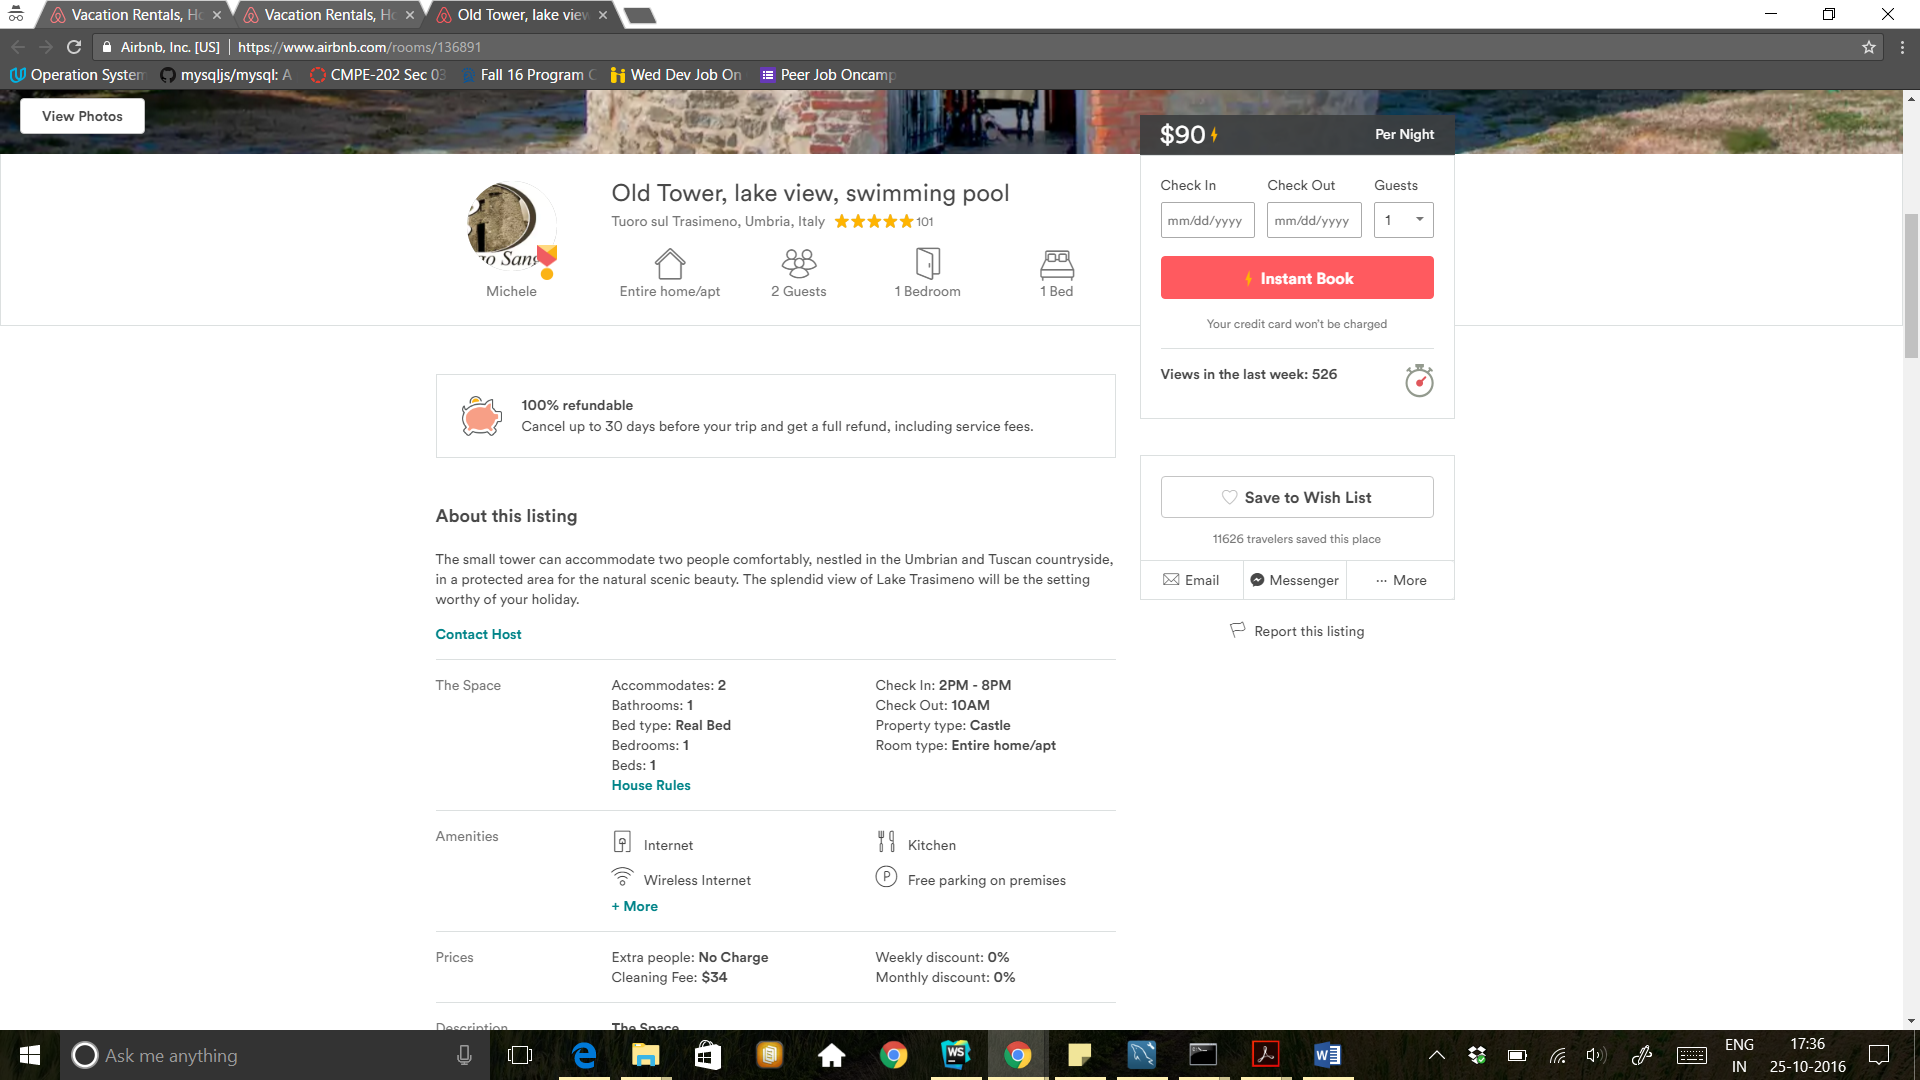 Vacation Rentals, Ho
Vacation Rentals, Ho
Old Tower, lake view
Airbnb, Inc. [US]
https://www.airbnb.com/rooms/136891
Operation System
mysqljs/mysql: A
CMPE-202 Sec 03
Fall 16 Program C
Wed Dev Job On
Peer Job Oncamp
View Photos
$90
Per Night
Old Tower, lake view, swimming pool
Tuoro sul Trasimeno, Umbria, Italy 101
Michele
Entire home/apt
2 Guests
1 Bedroom
1 Bed
Check In
Check Out
Guests
mm/dd/yyyy
mm/dd/yyyy
1
Instant Book
Your credit card won't be charged
Views in the last week: 526
100% refundable
Cancel up to 30 days before your trip and get a full refund, including service fees.
Save to Wish List
11626 travelers saved this place
Email
Messenger
··· More
Report this listing
About this listing
The small tower can accommodate two people comfortably, nestled in the Umbrian and Tuscan countryside,
in a protected area for the natural scenic beauty. The splendid view of Lake Trasimeno will be the setting
worthy of your holiday.
Contact Host
The Space
Accommodates: 2
Bathrooms: 1
Bed type: Real Bed
Bedrooms: 1
Beds: 1
House Rules
Check In: 2PM - 8PM
Check Out: 10AM
Property type: Castle
Room type: Entire home/apt
Amenities
Internet
Wireless Internet
+ More
Kitchen
P
Free parking on premises
Prices
Extra people: No Charge
Cleaning Fee: $34
Weekly discount: 0%
Monthly discount: 0%
Description
The Space
Ask me anything
WS
ENG
IN
17:36
25-10-2016